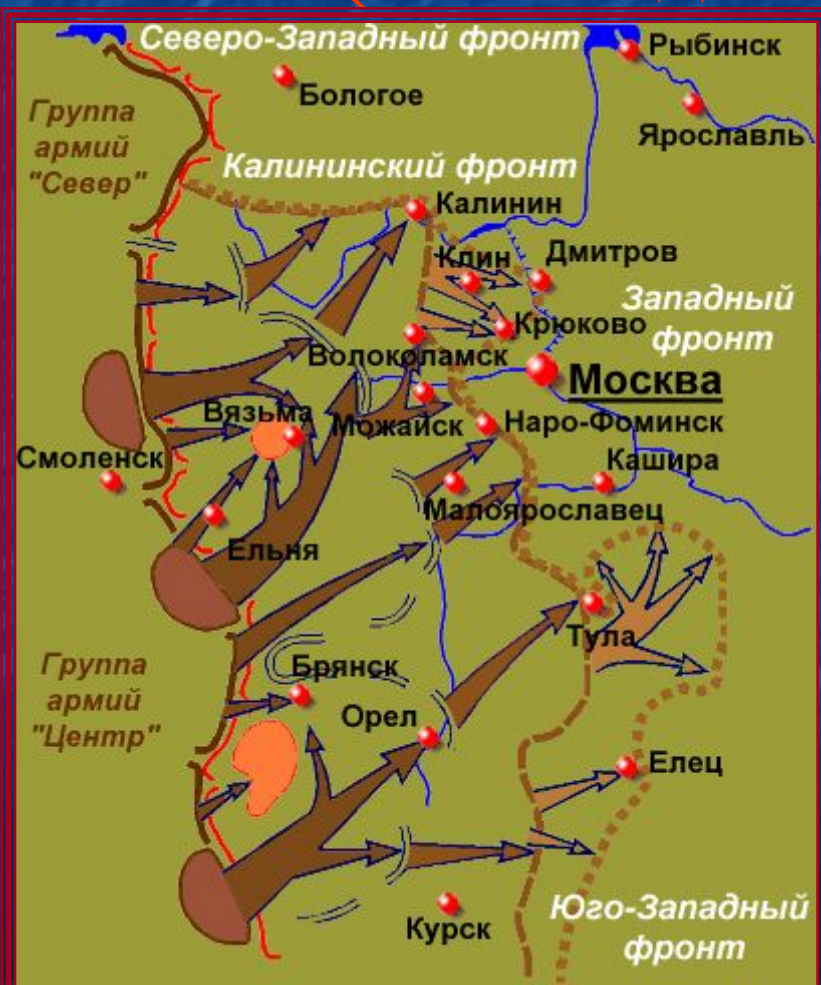 Северо-Западный фронт
Рыбинск
Бологое
Группа
армий
"Север"
Ярославль
Калининский фронт
Калинин
Клин
Дмитров
Западный
фронт
Крюково
Волоколамск
Москва
Вязьма
Можайск
Наро-Фоминск
Смоленск
Кашира
Малоярославец
Ельня
Тула
Группа
армий
"Центр"
Брянск
Орел
Елец
Юго-Западный
фронт
Курск